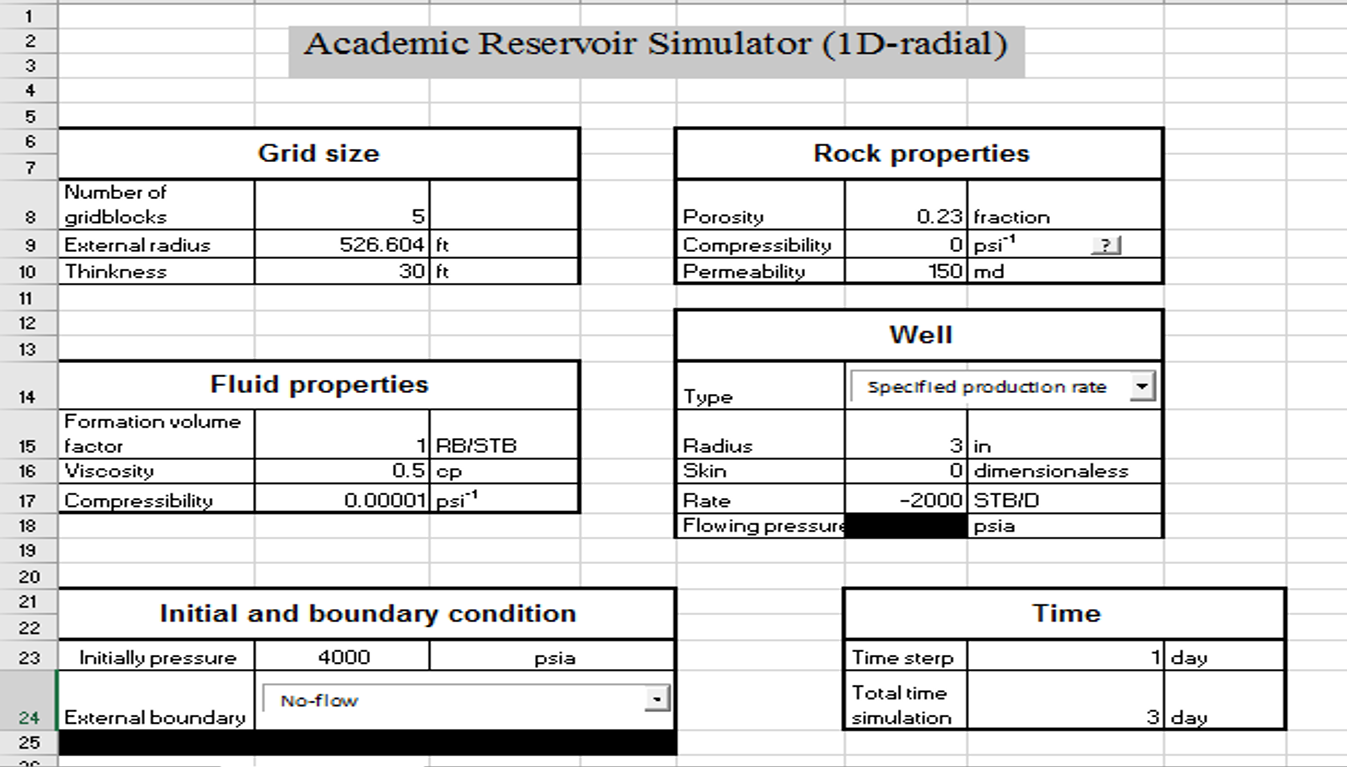 1
2
Academic Reservoir Simulator (1D-radial)
3
4
5
6
Grid size
Rock properties
7
Number of
8 gridblocks 5
Porosity 0.23 fraction
9 External radius 526.604 ft
Compressibility 0 psi⁻¹ ?
10 Thinkness 30 ft
Permeability 150 md
11
12
Well
13
Fluid properties
14
Type Specified production rate
Formation volume
15 factor 1 RB/STB
Radius 3 in
16 Viscosity 0.5 cp
Skin 0 dimensionaless
17 Compressibility 0.00001 psi⁻¹
Rate -2000 STB/D
18
Flowing pressure psia
19
20
21
Initial and boundary condition
Time
22
23 Initially pressure 4000 psia
Time sterp 1 day
No-flow
Total time
24 External boundary
simulation 3 day
25